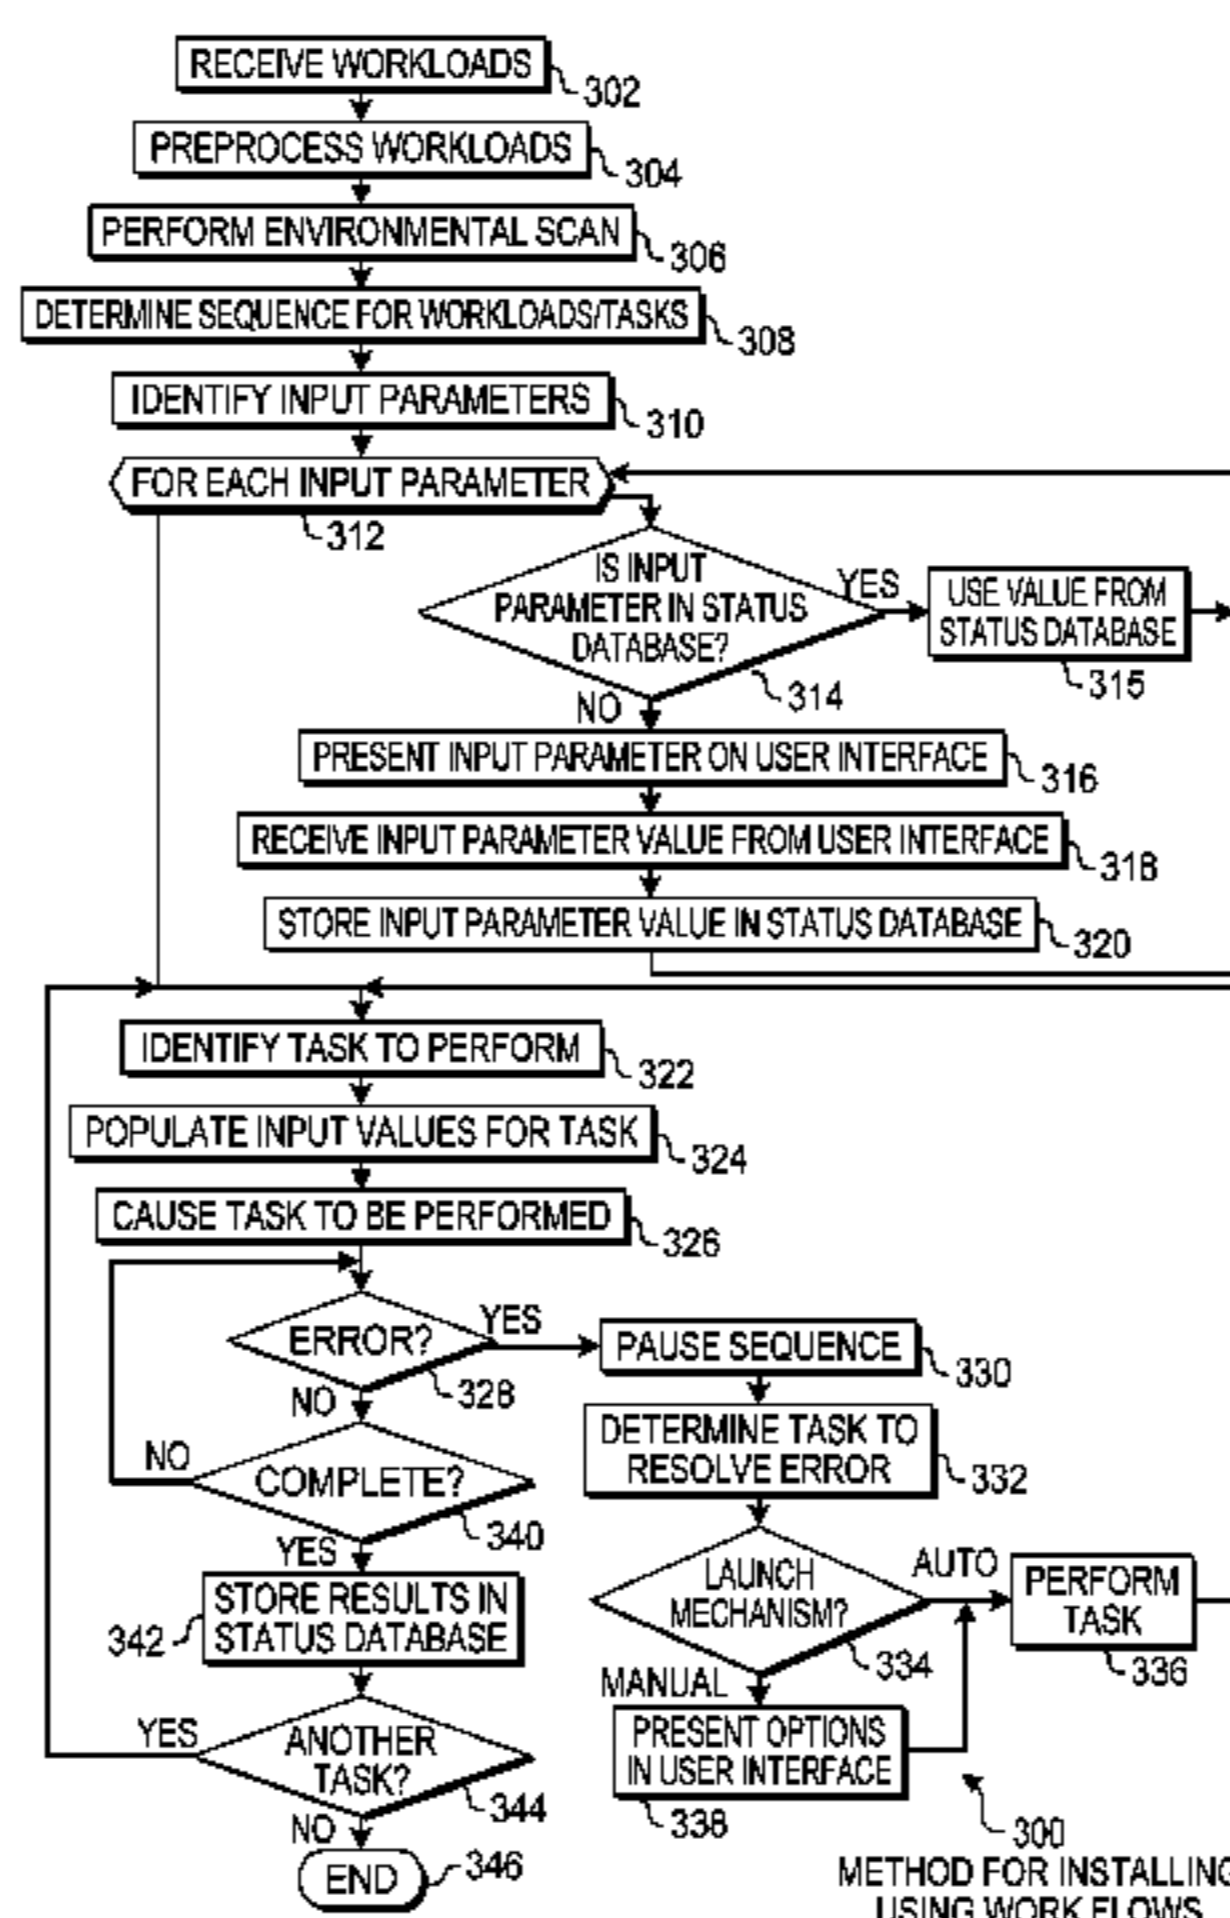 RECEIVE WORKLOADS
302
PREPROCESS WORKLOADS
304
PERFORM ENVIRONMENTAL SCAN
306
DETERMINE SEQUENCE FOR WORKLOADS/TASKS
308
IDENTIFY INPUT PARAMETERS
310
FOR EACH INPUT PARAMETER
312
IS INPUT
PARAMETER IN STATUS
DATABASE?
314
YES
USE VALUE FROM
STATUS DATABASE
315
NO
PRESENT INPUT PARAMETER ON USER INTERFACE
316
RECEIVE INPUT PARAMETER VALUE FROM USER INTERFACE
318
STORE INPUT PARAMETER VALUE IN STATUS DATABASE
320
IDENTIFY TASK TO PERFORM
322
POPULATE INPUT VALUES FOR TASK
324
CAUSE TASK TO BE PERFORMED
326
ERROR?
328
YES
PAUSE SEQUENCE
330
NO
DETERMINE TASK TO
RESOLVE ERROR
332
NO
COMPLETE?
340
YES
LAUNCH
MECHANISM?
334
AUTO
PERFORM
TASK
336
STORE RESULTS IN
STATUS DATABASE
342
MANUAL
PRESENT OPTIONS
IN USER INTERFACE
338
YES
ANOTHER
TASK?
344
NO
END
346
300
METHOD FOR INSTALLING
USING WORK FLOWS